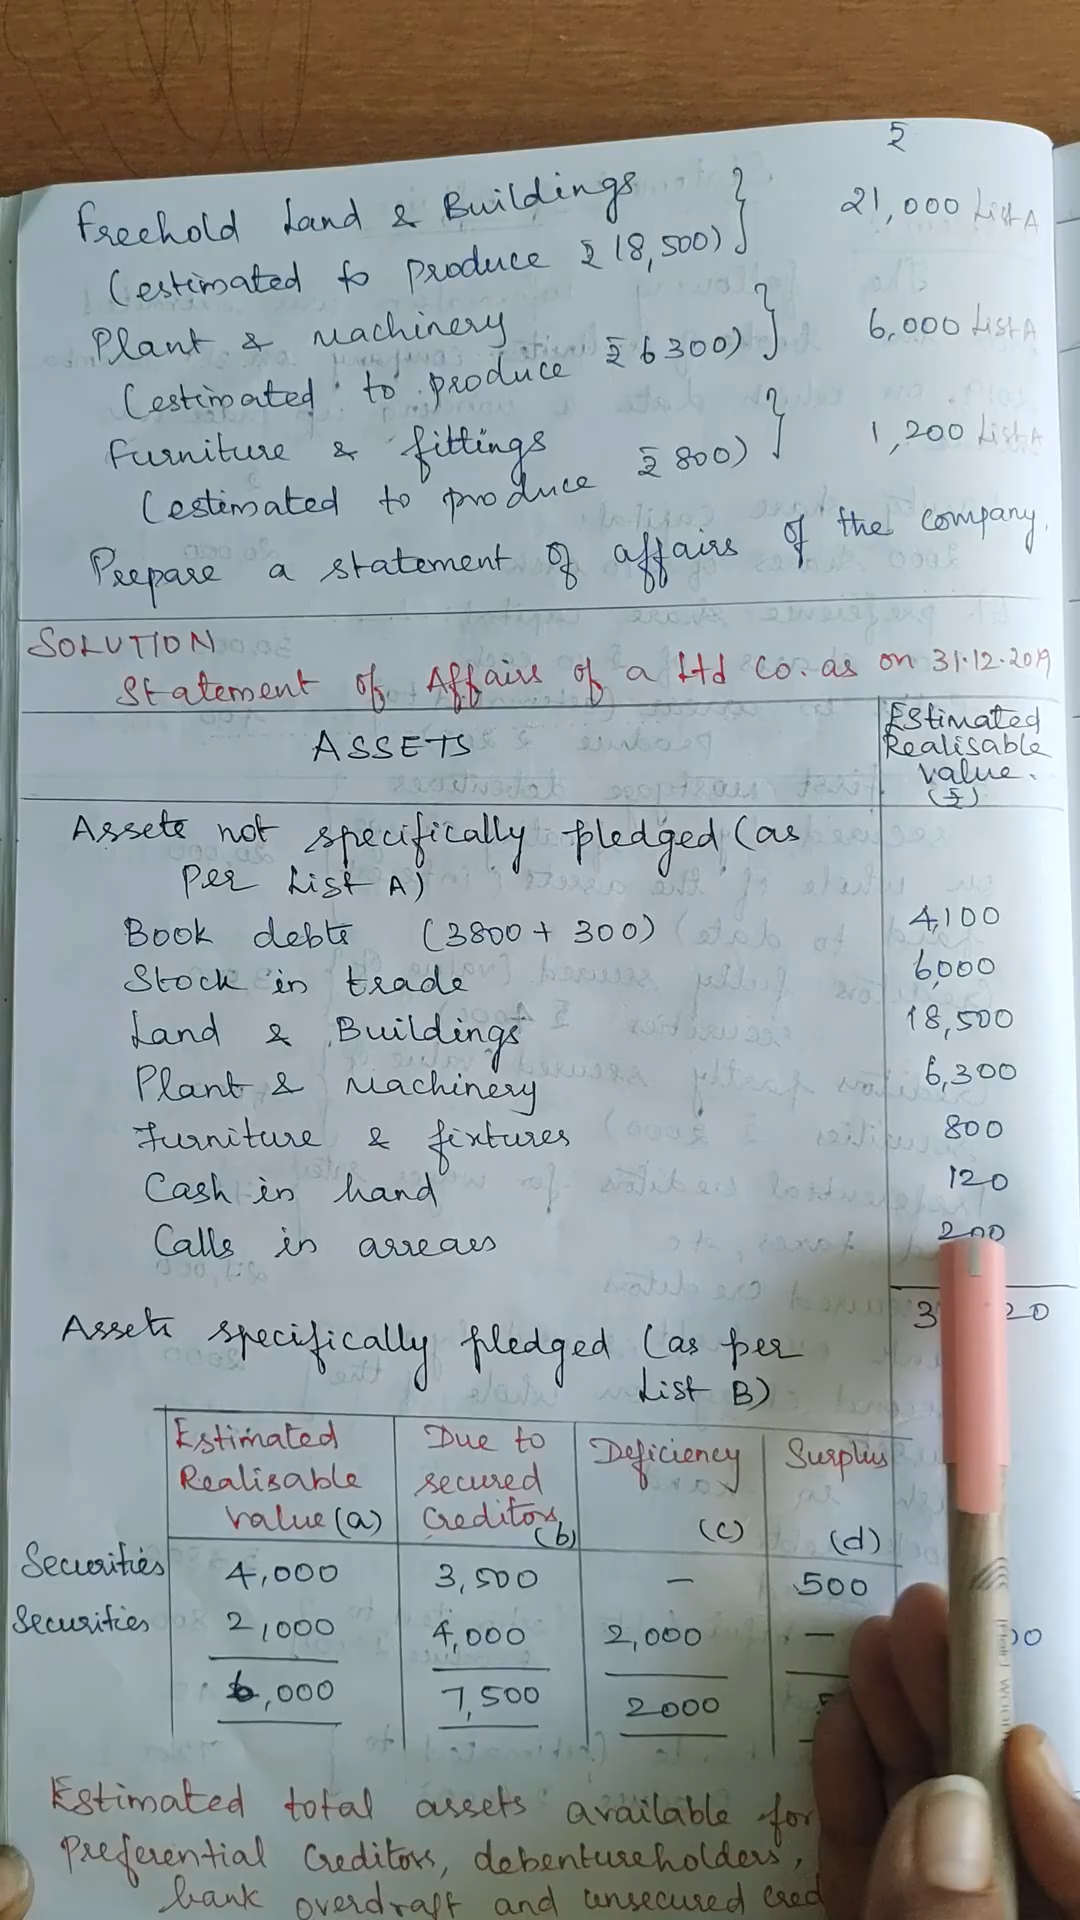 ₹
Freehold Land & Buildings
(estimated to produce ₹ 18,500) } 21,000 List A
Plant & Machinery
(estimated to produce ₹ 6300) } 6,000 List A
Furniture & fittings
(estimated to produce ₹ 800) } 1,200 List A
Prepare a statement of affairs of the company.
SOLUTION
Statement of Affairs of a Ltd Co. as on 31.12.2019
ASSETS Estimated
Realisable
value.
(₹)
Assets not specifically pledged (as
per List A)
Book debts (3800 + 300) 4,100
Stock in trade 6,000
Land & Buildings 18,500
Plant & Machinery 6,300
Furniture & fixtures 800
Cash in hand 120
Calls in arrears 200
3 20
Assets specifically pledged (as per
List B)
Estimated Realisable value (a) Due to secured creditors (b) Deficiency (c) Surplus (d)
Securities 4,000 3,500 – 500
Securities 2,000 4,000 2,000 –
6,000 7,500 2000
Estimated total assets available for
Preferential Creditors, debentureholders,
bank overdraft and unsecured